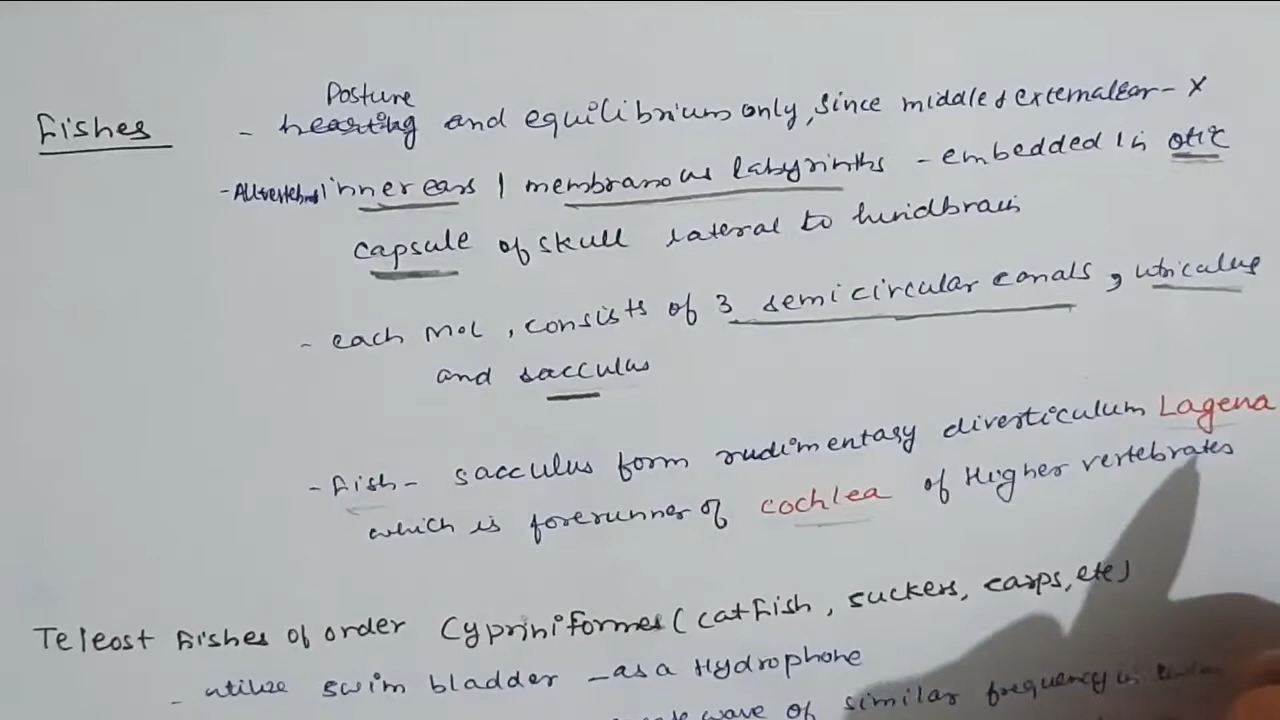 Posture
Fishes - hearing and equilibrium only, since middle & external ear - X
- All vertebrates inner ears | membranous labyrinths - embedded in otic
capsule of skull lateral to hindbrain
- each mol, consists of 3 semicircular canals, utriculus
and sacculus
- Fish - sacculus form rudimentary diverticulum Lagena
which is forerunner of cochlea of Higher vertebrates
Teleost Fishes of order Cypriniformes (catfish, suckers, carps, etc)
- utilize swim bladder - as a Hydrophone
wave of similar frequency in